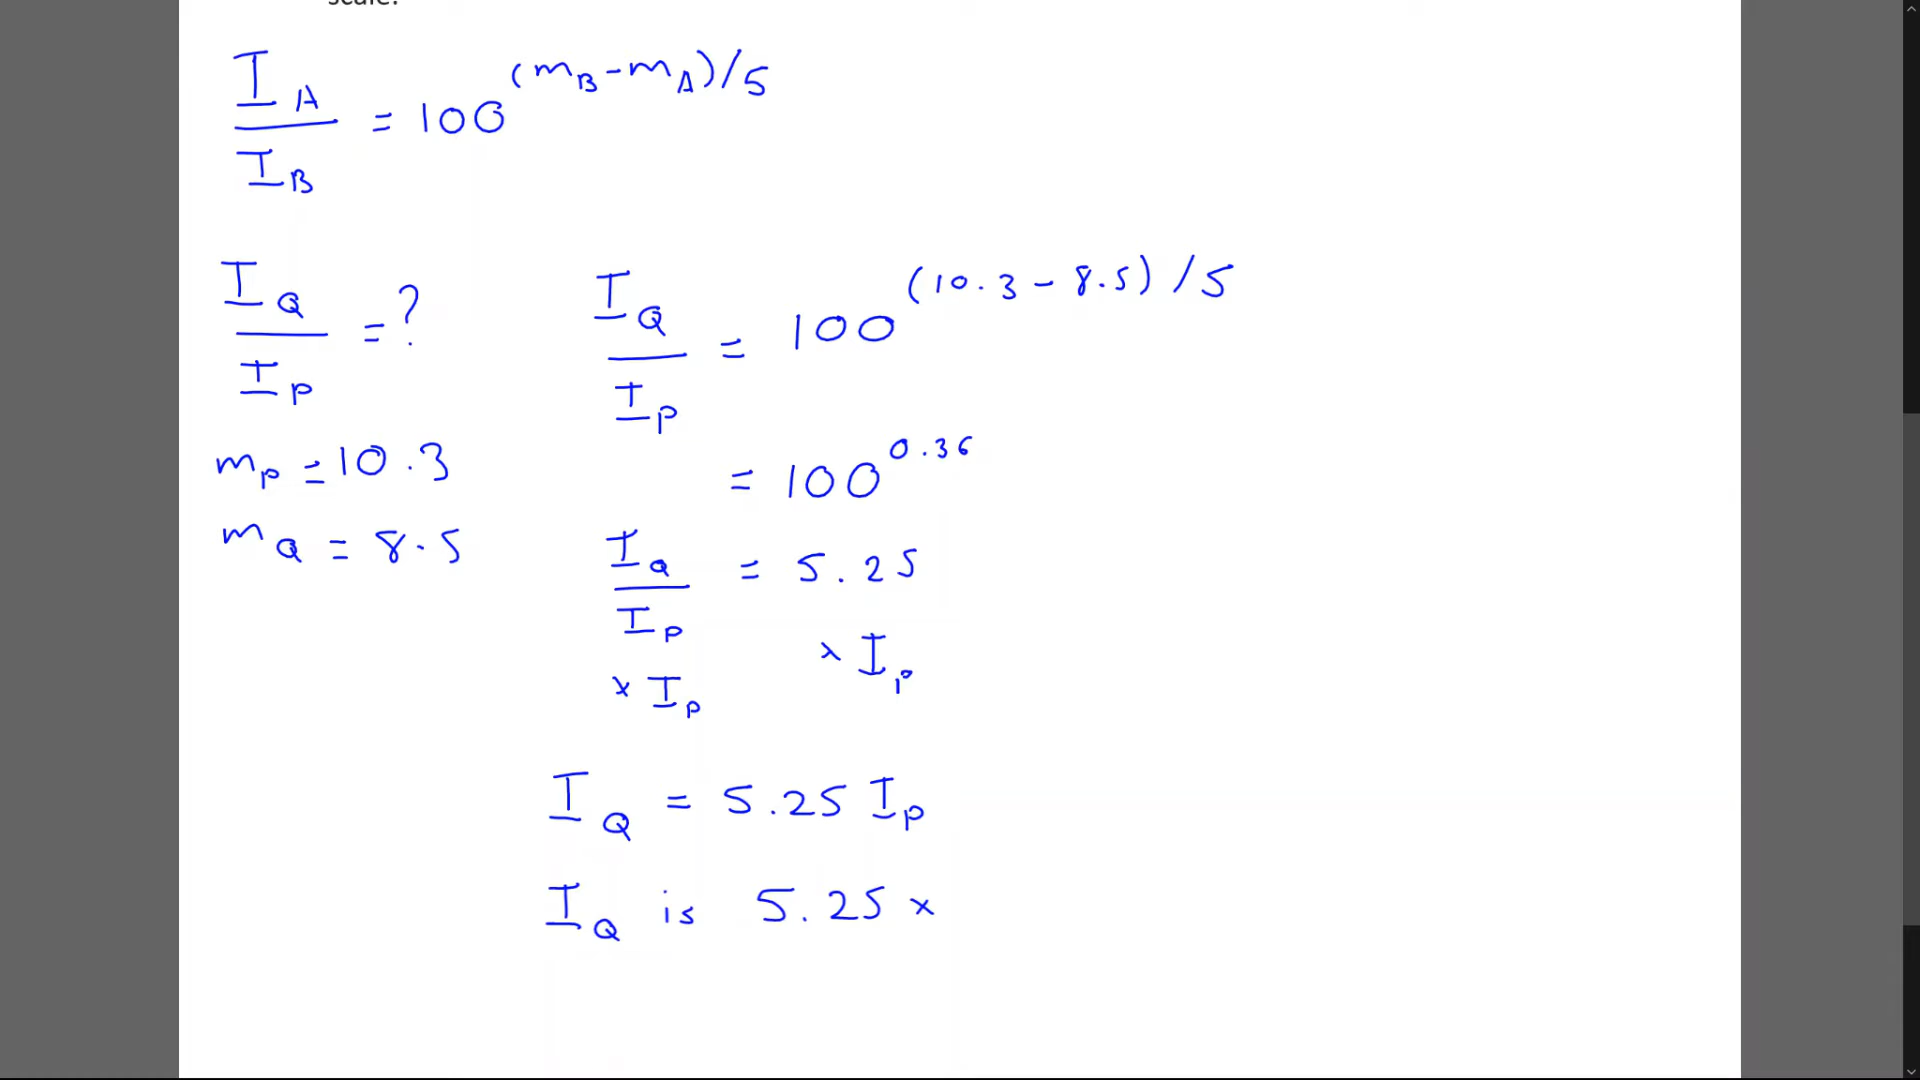 scale?
I_A / I_B = 100^((m_B - m_A)/5)
I_Q / I_P = ?
m_P = 10.3
m_Q = 8.5
I_Q / I_P = 100^((10.3 - 8.5)/5)
= 100^0.36
I_Q / I_P = 5.25
x I_P x I_P
I_Q = 5.25 I_P
I_Q is 5.25 x